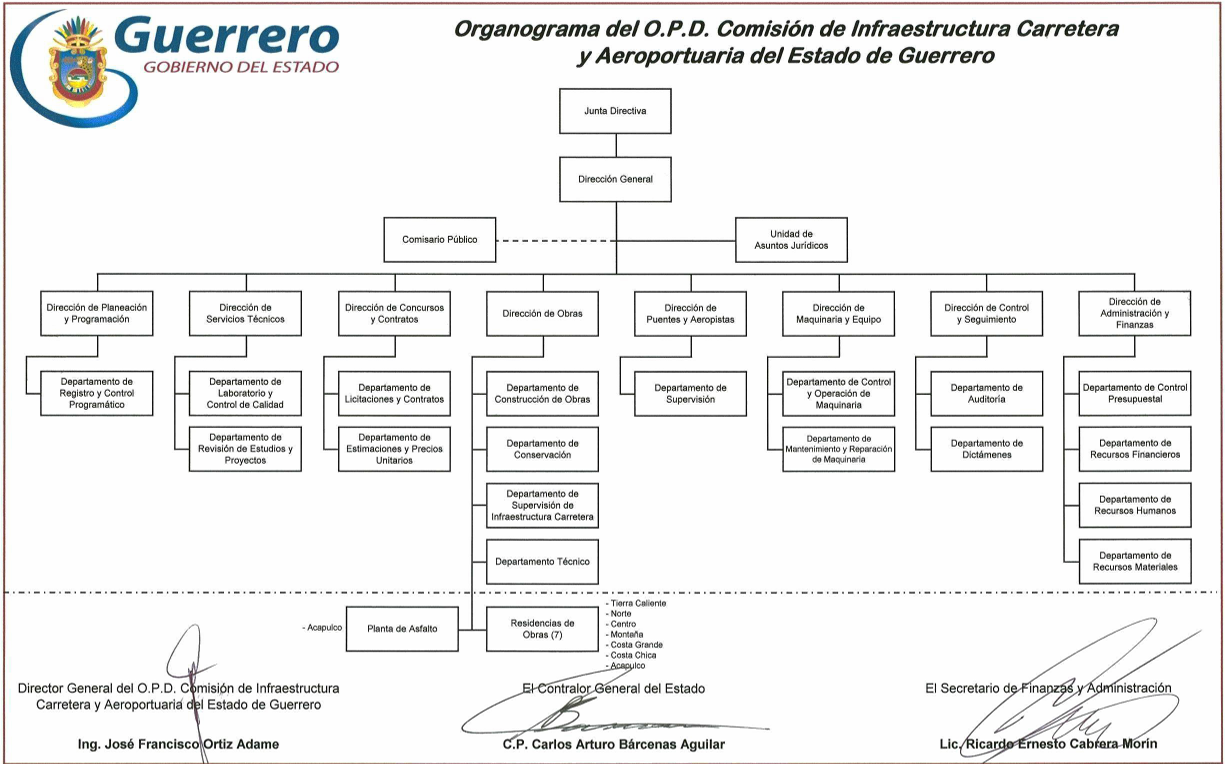 Guerrero
GOBIERNO DEL ESTADO
Organograma del O.P.D. Comisión de Infraestructura Carretera
y Aeroportuaria del Estado de Guerrero
Junta Directiva
Dirección General
Comisario Público
Unidad de
Asuntos Jurídicos
Dirección de Planeación
y Programación
Dirección de
Servicios Técnicos
Dirección de Concursos
y Contratos
Dirección de Obras
Dirección de
Puentes y Aeropistas
Dirección de
Maquinaria y Equipo
Dirección de Control
y Seguimiento
Dirección de
Administración y
Finanzas
Departamento de
Registro y Control
Programático
Departamento de
Laboratorio y
Control de Calidad
Departamento de
Licitaciones y Contratos
Departamento de
Construcción de Obras
Departamento de
Supervisión
Departamento de Control
y Operación de
Maquinaria
Departamento de
Auditoría
Departamento de Control
Presupuestal
Departamento de
Revisión de Estudios y
Proyectos
Departamento de
Estimaciones y Precios
Unitarios
Departamento de
Conservación
Departamento de
Mantenimiento y Reparación
de Maquinaria
Departamento de
Dictámenes
Departamento de
Recursos Financieros
Departamento de
Supervisión de
Infraestructura Carretera
Departamento de
Recursos Humanos
Departamento Técnico
Departamento de
Recursos Materiales
- Acapulco
Planta de Asfalto
Residencias de
Obras (7)
- Tierra Caliente
- Norte
- Centro
- Montaña
- Costa Grande
- Costa Chica
- Acapulco
Director General del O.P.D. Comisión de Infraestructura
Carretera y Aeroportuaria del Estado de Guerrero
Ing. José Francisco Ortiz Adame
El Contralor General del Estado
C.P. Carlos Arturo Bárcenas Aguilar
El Secretario de Finanzas y Administración
Lic. Ricardo Ernesto Cabrera Morín